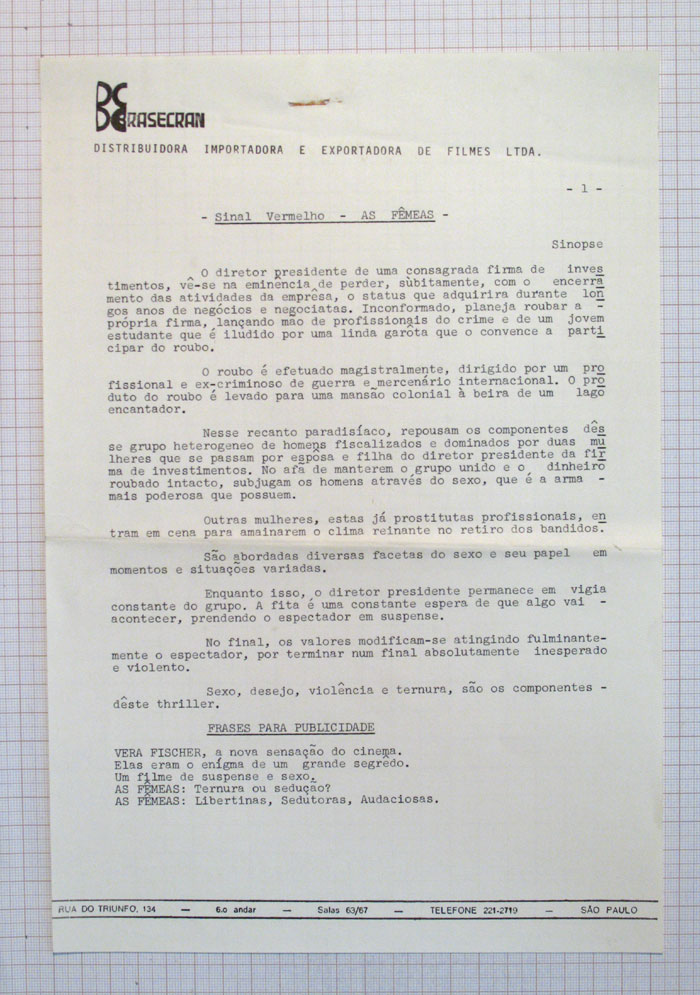 BRASECRAN
DISTRIBUIDORA IMPORTADORA E EXPORTADORA DE FILMES LTDA.
- 1 -
- Sinal Vermelho - AS FÊMEAS -
Sinopse
O diretor presidente de uma consagrada firma de inves
timentos, vê-se na eminência de perder, súbitamente, com o encerra
mento das atividades da emprêsa, o status que adquirira durante lon
gos anos de negócios e negociatas. Inconformado, planeja roubar a -
própria firma, lançando mão de profissionais do crime e de um jovem
estudante que é iludido por uma linda garôta que o convence a parti
cipar do roubo.
O roubo é efetuado magistralmente, dirigido por um pro
fissional e ex-criminoso de guerra e mercenário internacional. O pro
duto do roubo é levado para uma mansão colonial à beira de um lago
encantador.
Nesse recanto paradisíaco, repousam os componentes dês
se grupo heterogeneo de homens fiscalizados e dominados por duas mu
lheres que se passam por espôsa e filha do diretor presidente da fir
ma de investimentos. No afa de manterem o grupo unido e o dinheiro
roubado intacto, subjugam os homens através do sexo, que é a arma -
mais poderosa que possuem.
Outras mulheres, estas já prostitutas profissionais, en
tram em cena para amainarem o clima reinante no retiro dos bandidos.
São abordadas diversas facetas do sexo e seu papel em
momentos e situações variadas.
Enquanto isso, o diretor presidente permanece em vigia
constante do grupo. A fita é uma constante espera de que algo vai -
acontecer, prendendo o espectador em suspense.
No final, os valores modificam-se atingindo fulminante-
mente o espectador, por terminar num final absolutamente inesperado
e violento.
Sexo, desejo, violência e ternura, são os componentes -
dêste thriller.
FRASES PARA PUBLICIDADE
VERA FISCHER, a nova sensação do cinema.
Elas eram o enígma de um grande segrêdo.
Um filme de suspense e sexo.
AS FÊMEAS: Ternura ou sedução?
AS FÊMEAS: Libertinas, Sedutoras, Audaciosas.
RUA DO TRIUNFO, 134 — 6.o andar — Salas 63/67 — TELEFONE 221-2719 — SÃO PAULO